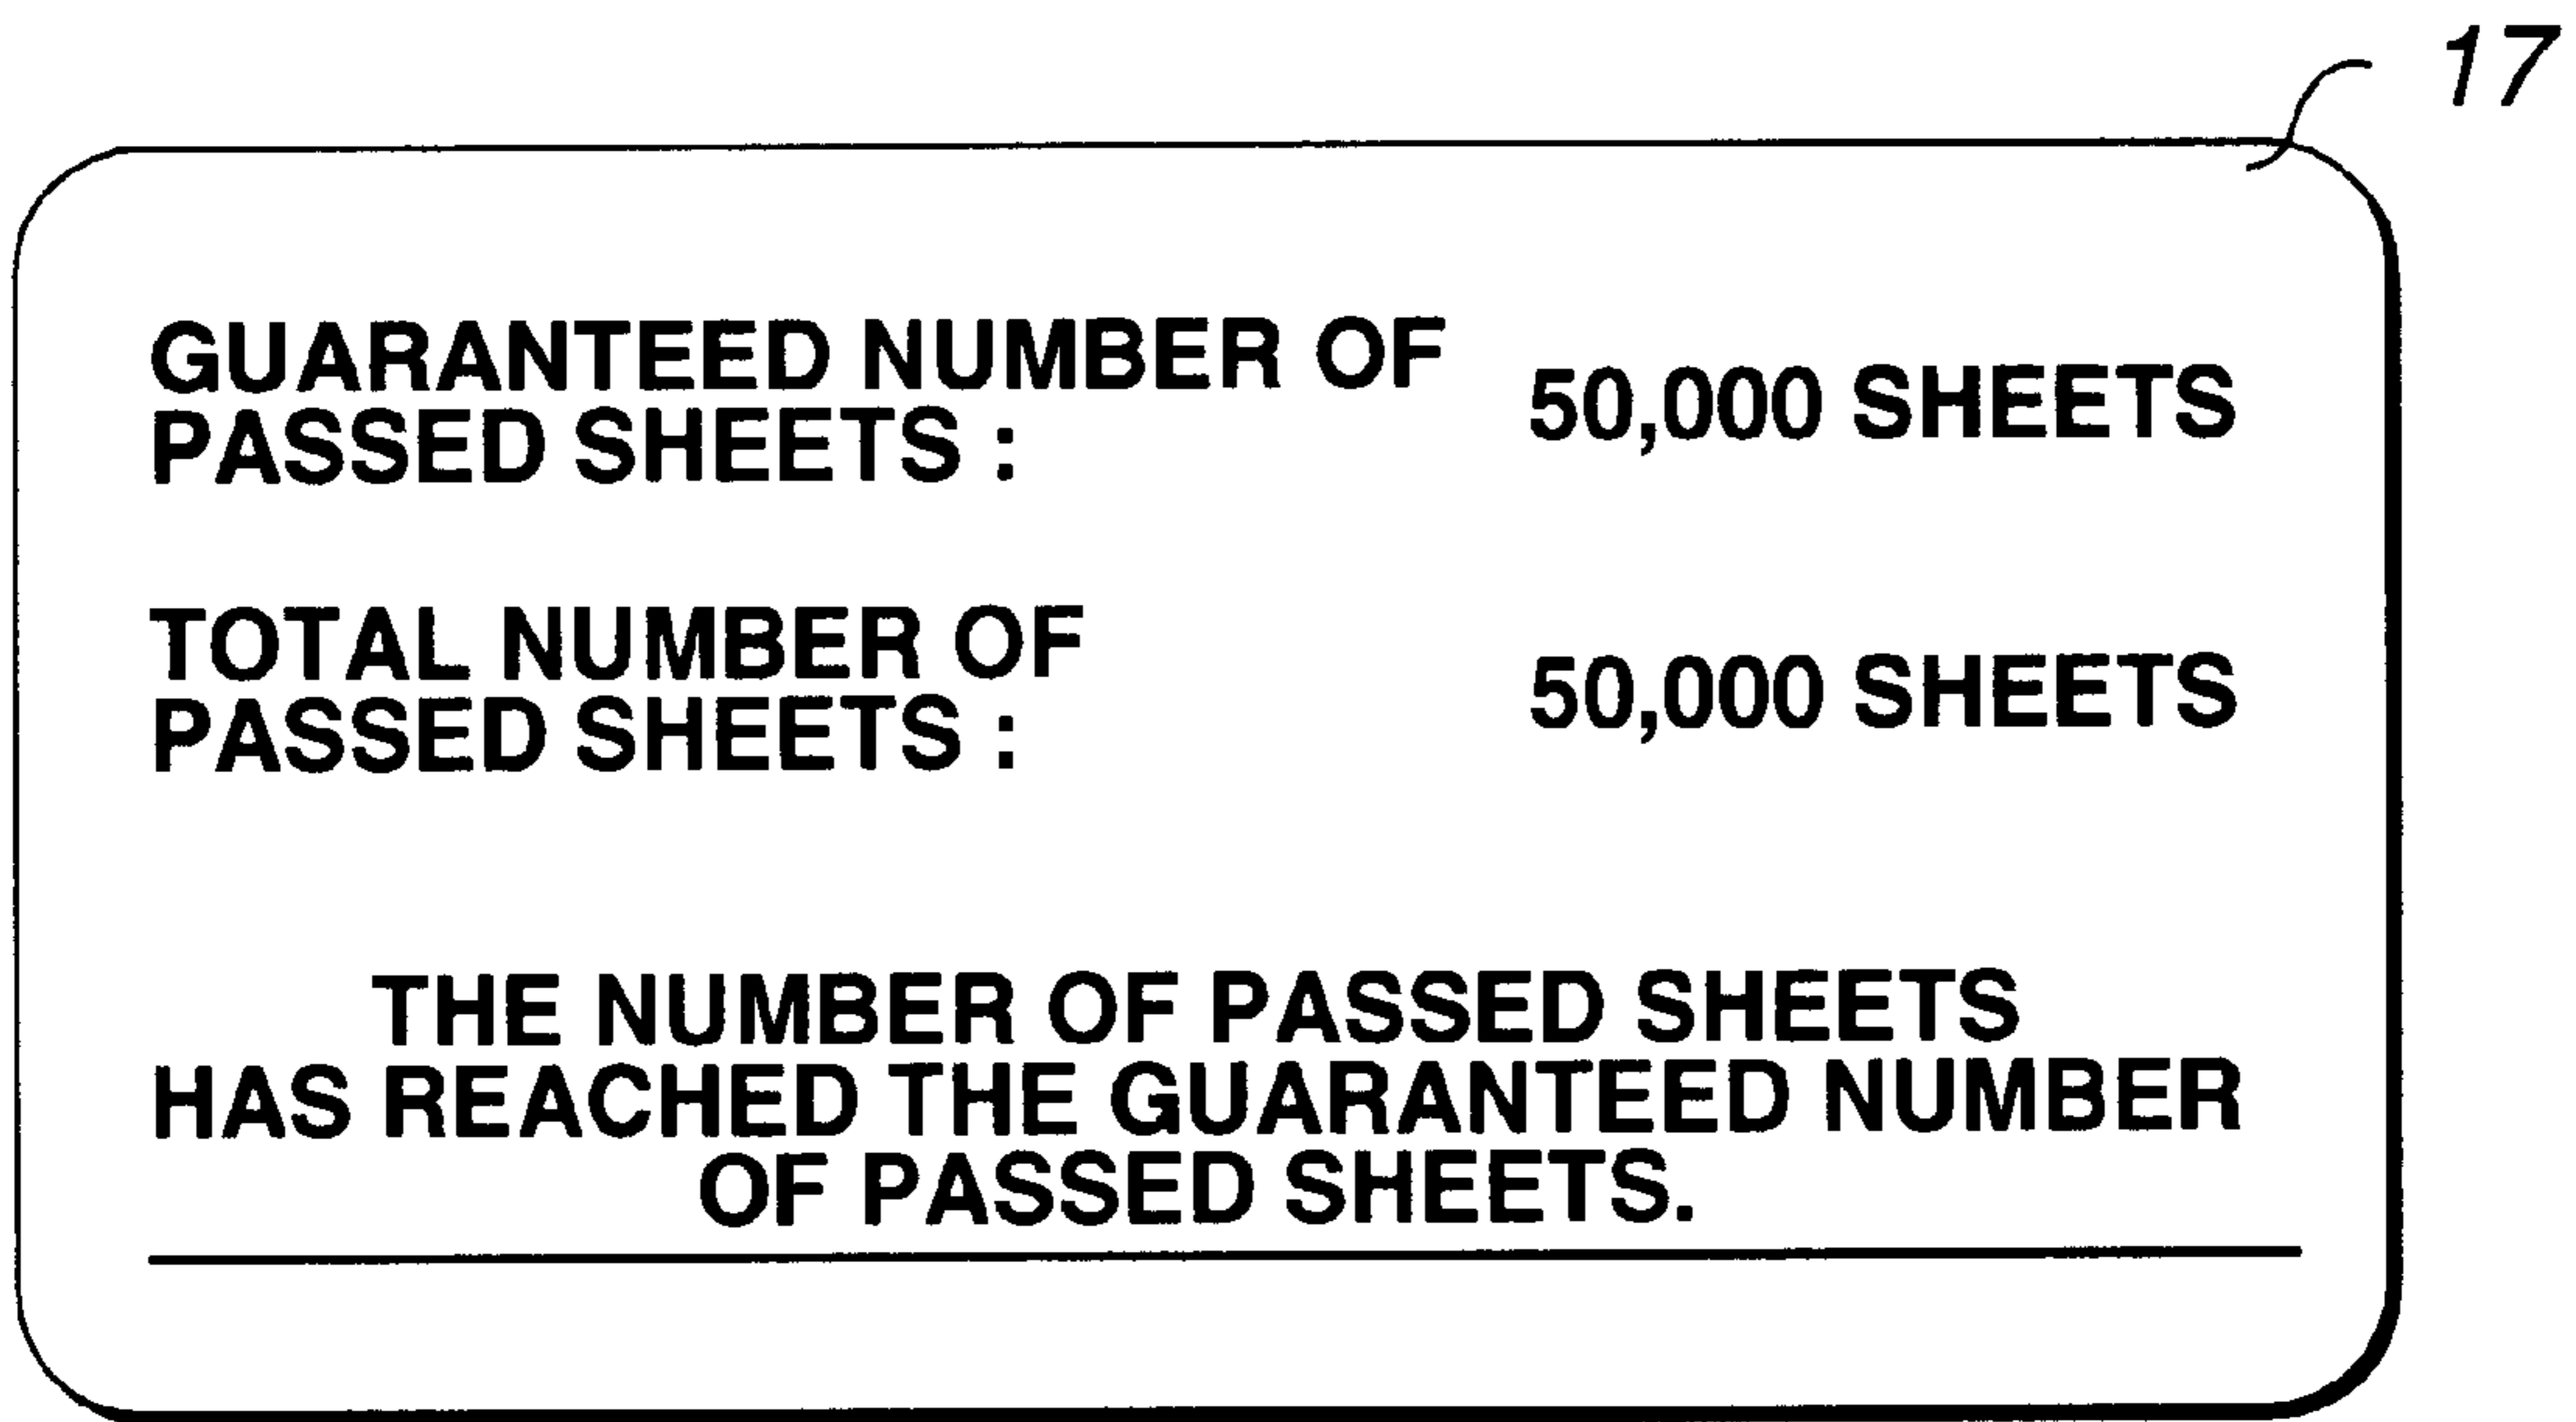 17
GUARANTEED NUMBER OF
PASSED SHEETS :
50,000 SHEETS
TOTAL NUMBER OF
PASSED SHEETS :
50,000 SHEETS
THE NUMBER OF PASSED SHEETS
HAS REACHED THE GUARANTEED NUMBER
OF PASSED SHEETS.